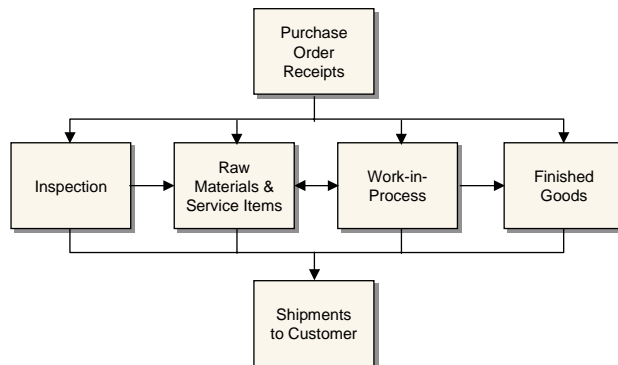 Purchase
Order
Receipts
Inspection
Raw
Materials &
Service Items
Work-in-
Process
Finished
Goods
Shipments
to Customer